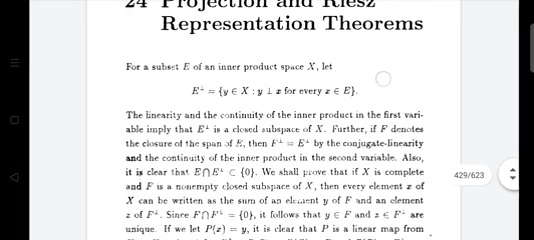 24 Projection and Riesz
Representation Theorems
For a subset E of an inner product space X, let
E⊥ = {y ∈ X : y ⊥ x for every x ∈ E}.
The linearity and the continuity of the inner product in the first vari-
able imply that E⊥ is a closed subspace of X. Further, if F denotes
the closure of the span of E, then F⊥ = E⊥ by the conjugate-linearity
and the continuity of the inner product in the second variable. Also,
it is clear that E⋂E⊥ ⊂ {0}. We shall prove that if X is complete
and F is a nonempty closed subspace of X, then every element x of
X can be written as the sum of an element y of F and an element
z of F⊥. Since F⋂F⊥ = {0}, it follows that y ∈ F and z ∈ F⊥ are
unique. If we let P(x) = y, it is clear that P is a linear map from
429/623